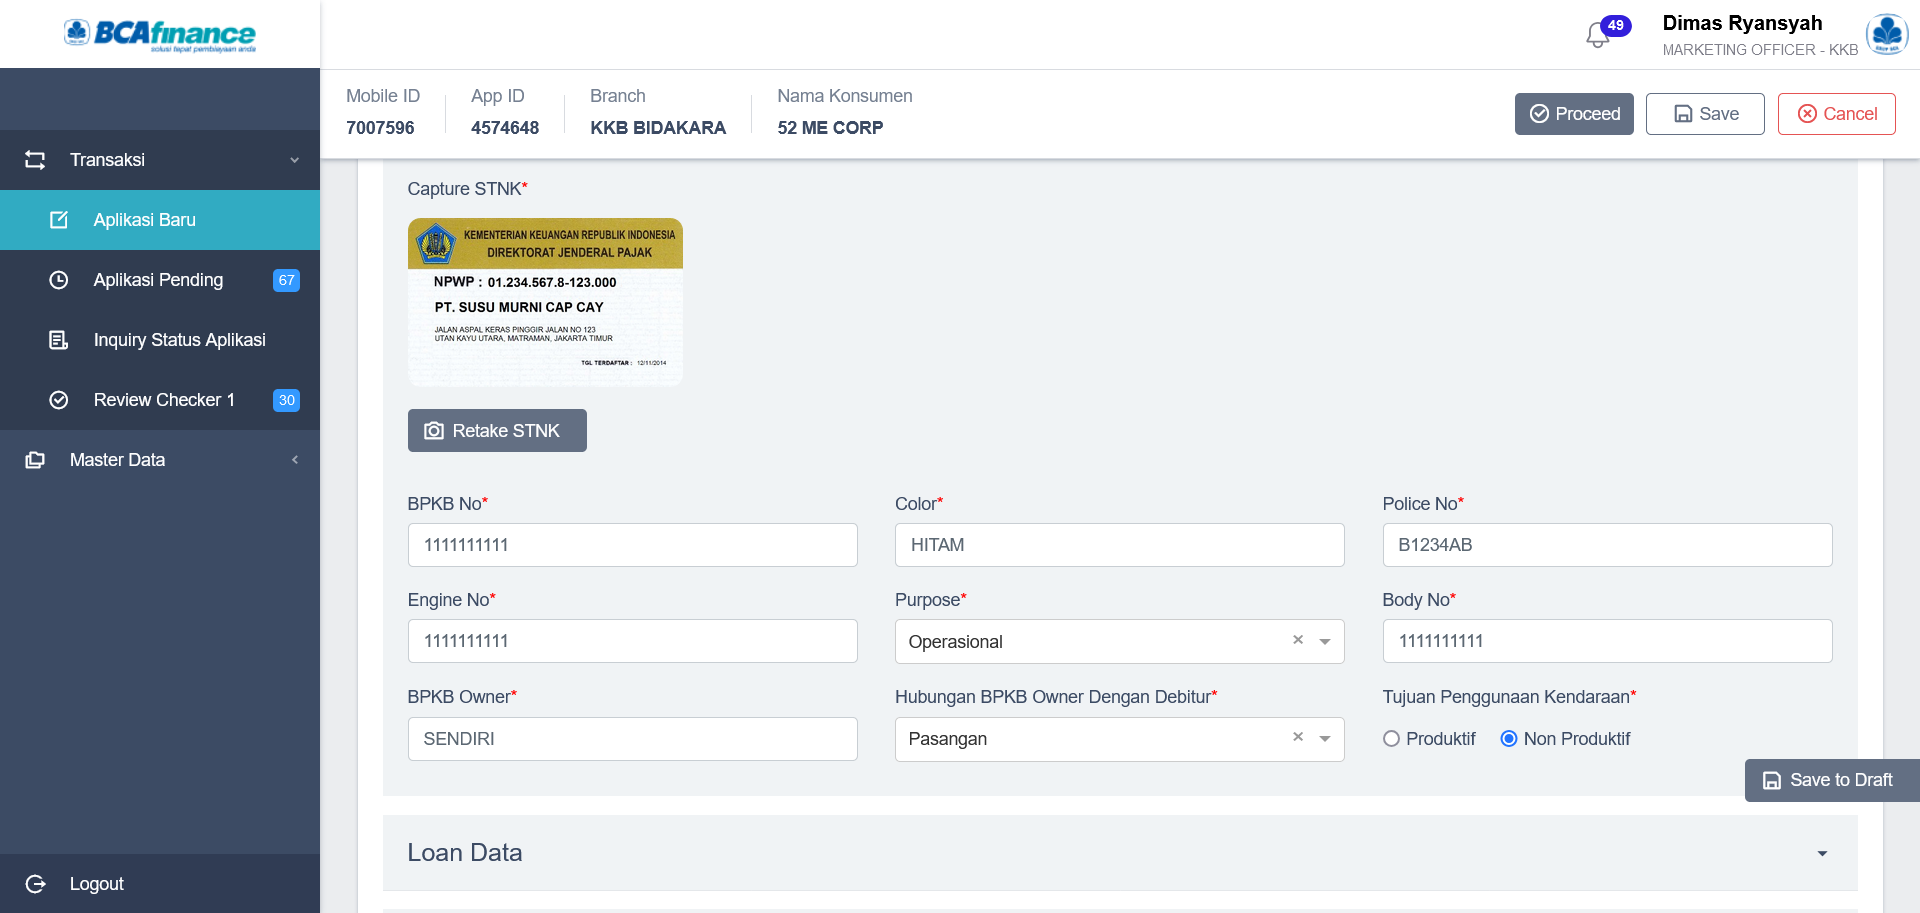 BCAfinance
solusi tepat pembiayaan anda
49
Dimas Ryansyah
MARKETING OFFICER - KKB
Mobile ID
7007596
App ID
4574648
Branch
KKB BIDAKARA
Nama Konsumen
52 ME CORP
Proceed
Save
Cancel
Transaksi
Aplikasi Baru
Aplikasi Pending
67
Inquiry Status Aplikasi
Review Checker 1
30
Master Data
Logout
Capture STNK*
KEMENTERIAN KEUANGAN REPUBLIK INDONESIA
DIREKTORAT JENDERAL PAJAK
NPWP : 01.234.567.8-123.000
PT. SUSU MURNI CAP CAY
JALAN ASPAL KERAS PINGGIR JALAN NO 123
UTAN KAYU UTARA, MATRAMAN, JAKARTA TIMUR
TGL TERDAFTAR : 12/11/2014
Retake STNK
BPKB No*
1111111111
Color*
HITAM
Police No*
B1234AB
Engine No*
1111111111
Purpose*
Operasional
Body No*
1111111111
BPKB Owner*
SENDIRI
Hubungan BPKB Owner Dengan Debitur*
Pasangan
Tujuan Penggunaan Kendaraan*
Produktif
Non Produktif
Save to Draft
Loan Data